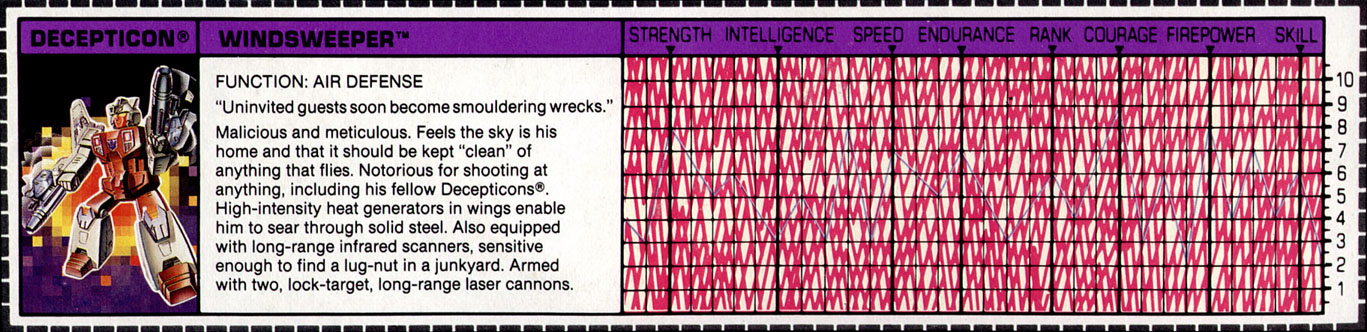 DECEPTICON® WINDSWEEPER™
STRENGTH INTELLIGENCE SPEED ENDURANCE RANK COURAGE FIREPOWER SKILL
FUNCTION: AIR DEFENSE
“Uninvited guests soon become smouldering wrecks.”
Malicious and meticulous. Feels the sky is his
home and that it should be kept “clean” of
anything that flies. Notorious for shooting at
anything, including his fellow Decepticons®.
High-intensity heat generators in wings enable
him to sear through solid steel. Also equipped
with long-range infrared scanners, sensitive
enough to find a lug-nut in a junkyard. Armed
with two, lock-target, long-range laser cannons.
10
9
8
7
6
5
4
3
2
1